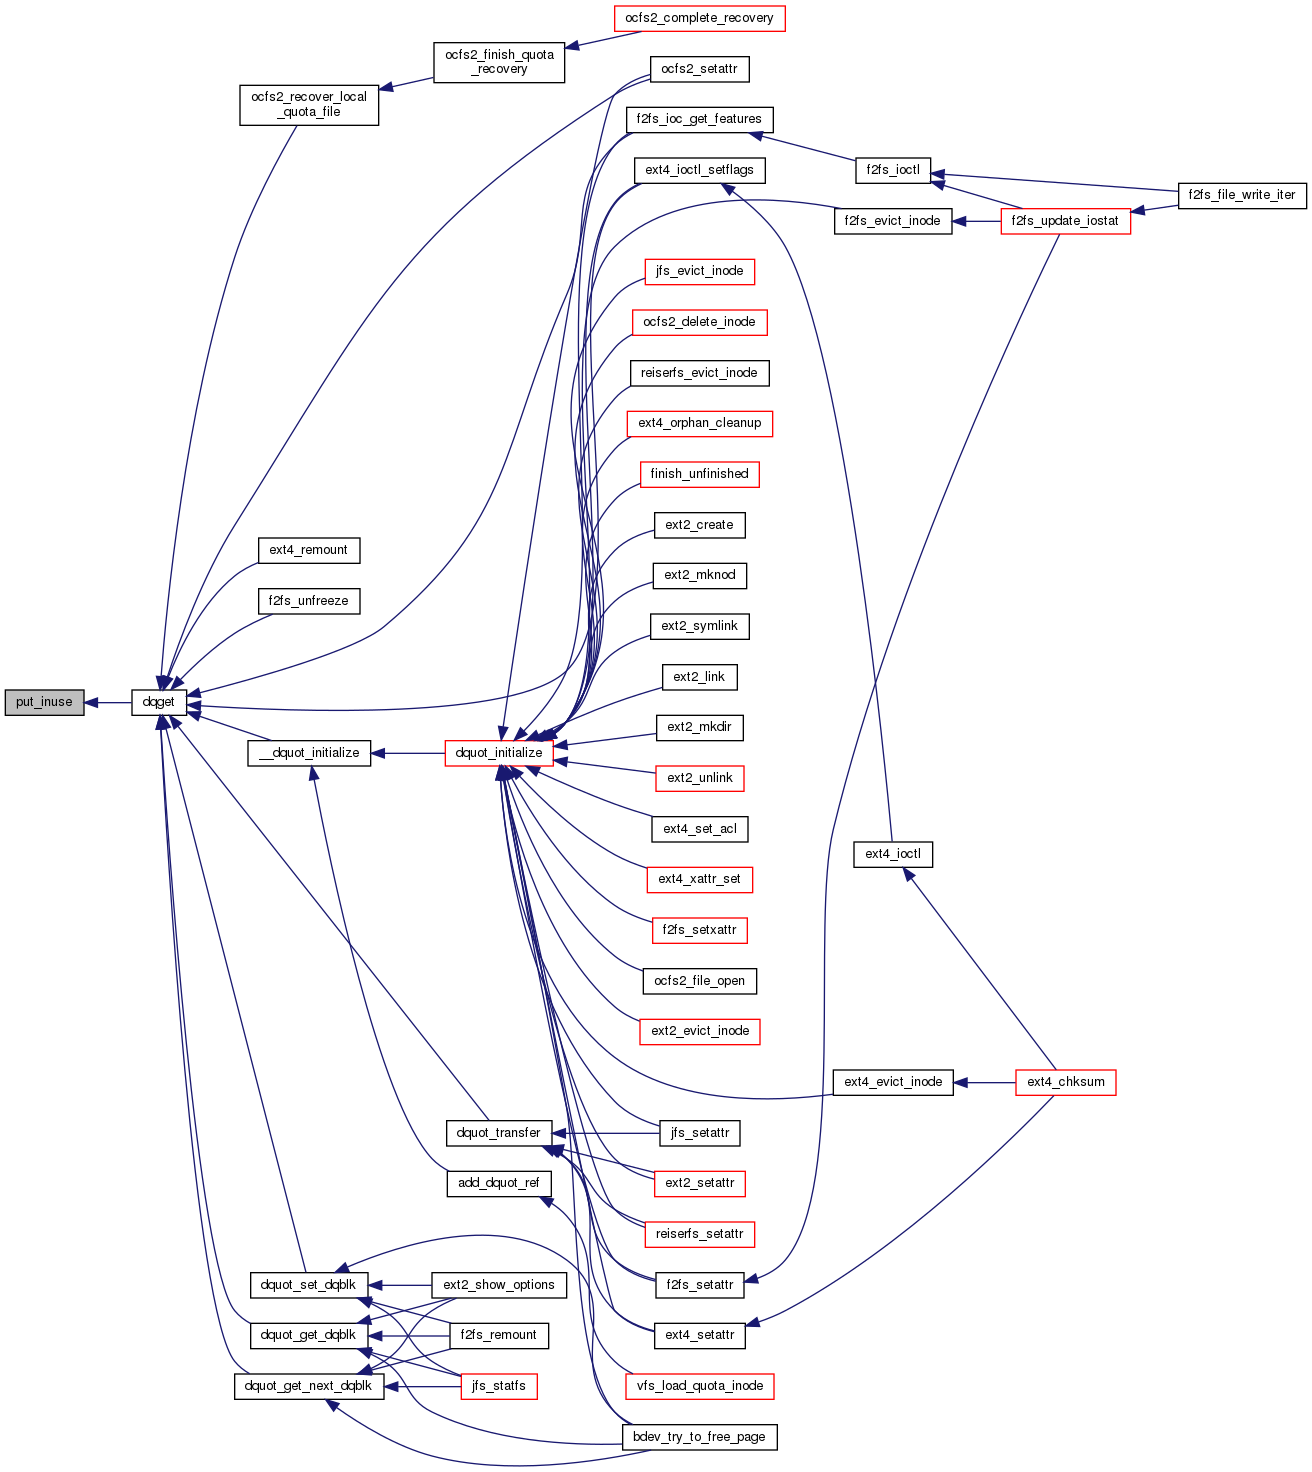 ocfs2_complete_recovery
ocfs2_finish_quota
_recovery
ocfs2_setattr
ocfs2_recover_local
_quota_file
f2fs_ioc_get_features
ext4_ioctl_setflags
f2fs_ioctl
f2fs_file_write_iter
f2fs_evict_inode
f2fs_update_iostat
jfs_evict_inode
ocfs2_delete_inode
reiserfs_evict_inode
ext4_orphan_cleanup
finish_unfinished
ext2_create
ext4_remount
ext2_mknod
f2fs_unfreeze
ext2_symlink
ext2_link
put_inuse
dqget
ext2_mkdir
__dquot_initialize
dquot_initialize
ext2_unlink
ext4_set_acl
ext4_ioctl
ext4_xattr_set
f2fs_setxattr
ocfs2_file_open
ext2_evict_inode
ext4_evict_inode
ext4_chksum
dquot_transfer
jfs_setattr
add_dquot_ref
ext2_setattr
reiserfs_setattr
dquot_set_dqblk
ext2_show_options
f2fs_setattr
dquot_get_dqblk
f2fs_remount
ext4_setattr
dquot_get_next_dqblk
jfs_statfs
vfs_load_quota_inode
bdev_try_to_free_page